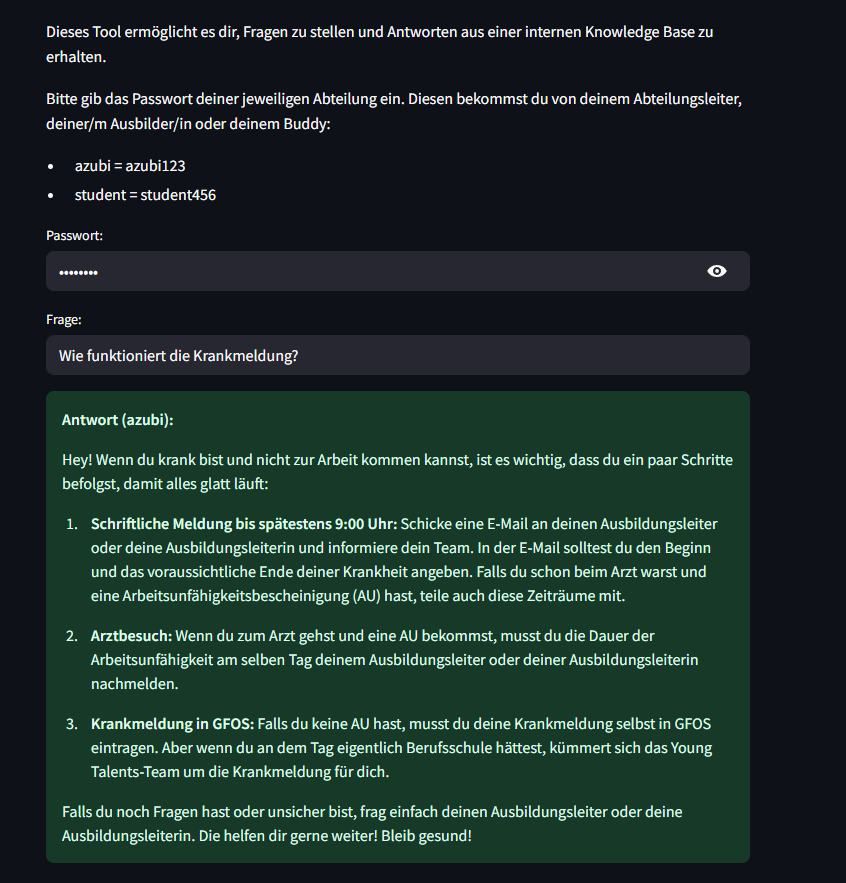 Dieses Tool ermöglicht es dir, Fragen zu stellen und Antworten aus einer internen Knowledge Base zu
erhalten.
Bitte gib das Passwort deiner jeweiligen Abteilung ein. Diesen bekommst du von deinem Abteilungsleiter,
deiner/m Ausbilder/in oder deinem Buddy:
• azubi = azubi123
• student = student456
Passwort:
••••••••
Frage:
Wie funktioniert die Krankmeldung?
Antwort (azubi):
Hey! Wenn du krank bist und nicht zur Arbeit kommen kannst, ist es wichtig, dass du ein paar Schritte
befolgst, damit alles glatt läuft:
1. Schriftliche Meldung bis spätestens 9:00 Uhr: Schicke eine E-Mail an deinen Ausbildungsleiter
oder deine Ausbildungsleiterin und informiere dein Team. In der E-Mail solltest du den Beginn
und das voraussichtliche Ende deiner Krankheit angeben. Falls du schon beim Arzt warst und
eine Arbeitsunfähigkeitsbescheinigung (AU) hast, teile auch diese Zeiträume mit.
2. Arztbesuch: Wenn du zum Arzt gehst und eine AU bekommst, musst du die Dauer der
Arbeitsunfähigkeit am selben Tag deinem Ausbildungsleiter oder deiner Ausbildungsleiterin
nachmelden.
3. Krankmeldung in GFOS: Falls du keine AU hast, musst du deine Krankmeldung selbst in GFOS
eintragen. Aber wenn du an dem Tag eigentlich Berufsschule hättest, kümmert sich das Young
Talents-Team um die Krankmeldung für dich.
Falls du noch Fragen hast oder unsicher bist, frag einfach deinen Ausbildungsleiter oder deine
Ausbildungsleiterin. Die helfen dir gerne weiter! Bleib gesund!